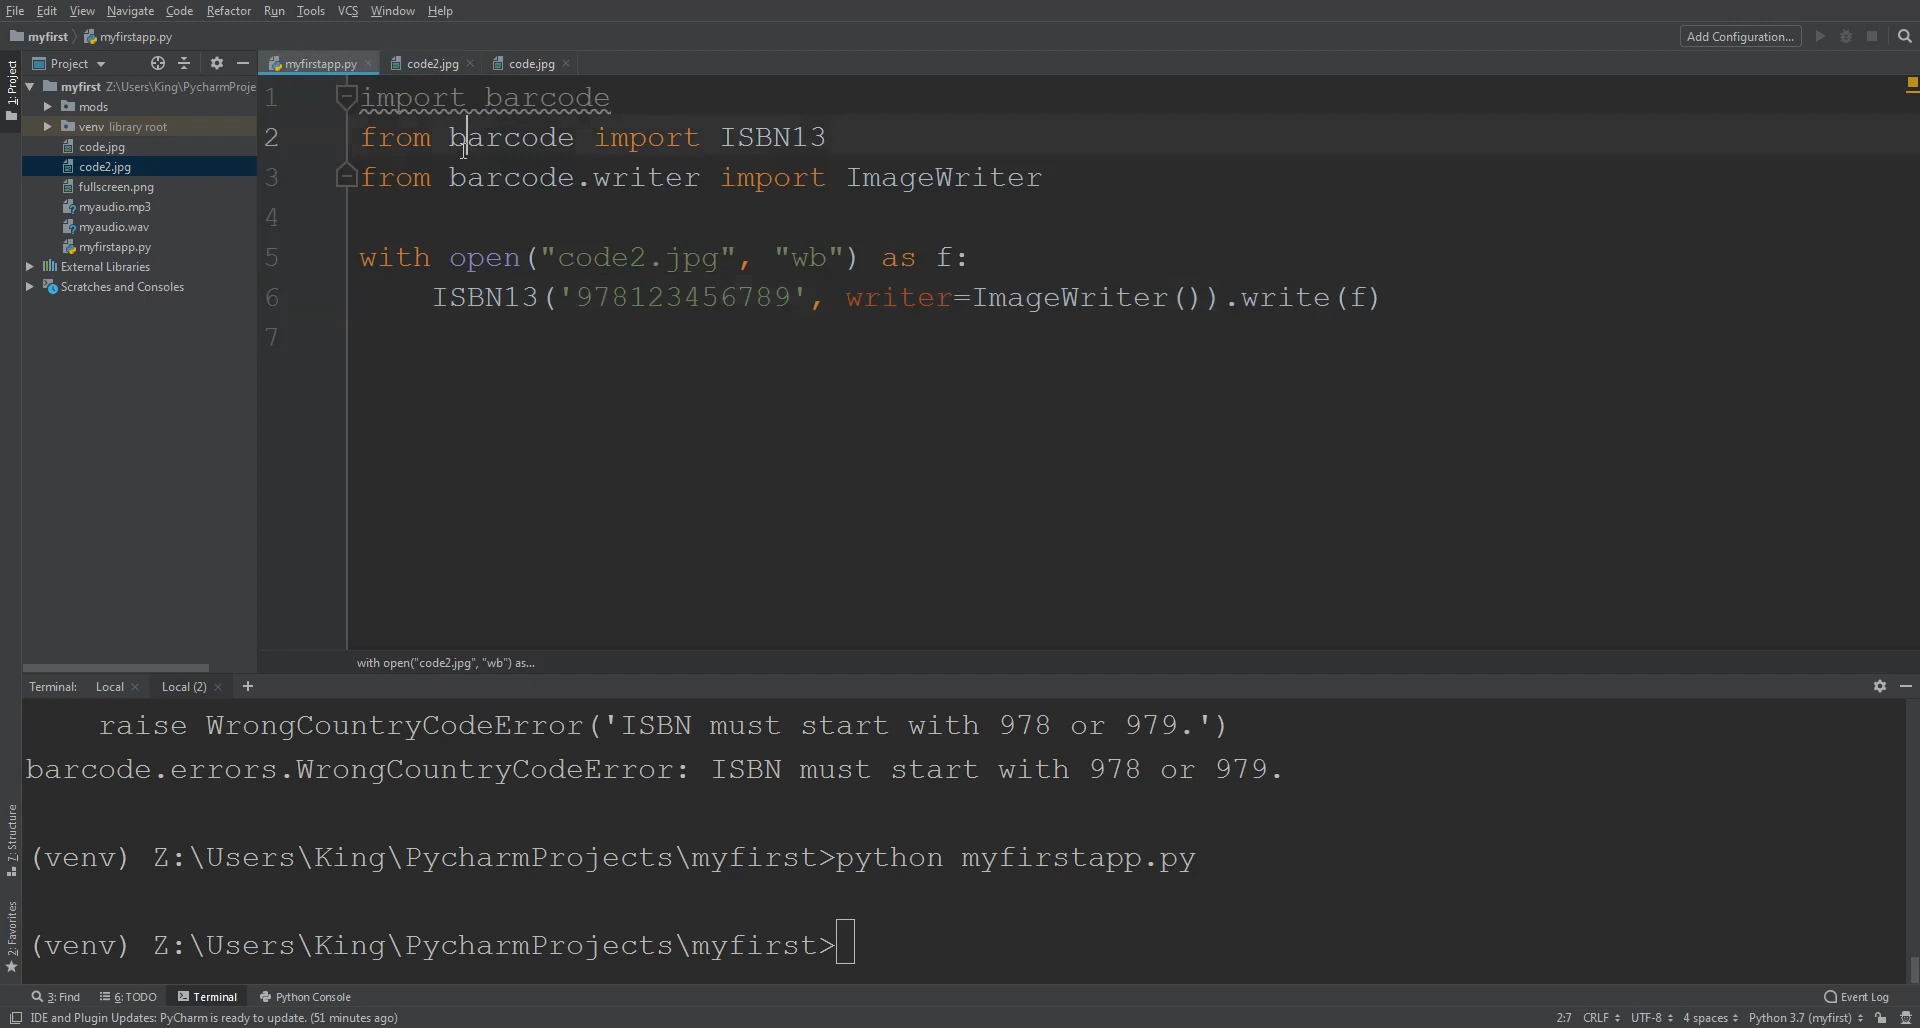 File Edit View Navigate Code Refactor Run Tools VCS Window Help
myfirst myfirstapp.py Add Configuration...
1: Project
Project
myfirstapp.py code2.jpg code.jpg
myfirst Z:\Users\King\PycharmProje
mods
venv library root
code.jpg
code2.jpg
fullscreen.png
myaudio.mp3
myaudio.wav
myfirstapp.py
External Libraries
Scratches and Consoles
1 import barcode
2 from barcode import ISBN13
3 from barcode.writer import ImageWriter
4
5 with open("code2.jpg", "wb") as f:
6 ISBN13('978123456789', writer=ImageWriter()).write(f)
7
with open("code2.jpg", "wb") as...
Terminal: Local Local (2) +
raise WrongCountryCodeError('ISBN must start with 978 or 979.')
barcode.errors.WrongCountryCodeError: ISBN must start with 978 or 979.
(venv) Z:\Users\King\PycharmProjects\myfirst>python myfirstapp.py
(venv) Z:\Users\King\PycharmProjects\myfirst>
7: Structure
2: Favorites
3: Find 6: TODO Terminal Python Console Event Log
IDE and Plugin Updates: PyCharm is ready to update. (51 minutes ago) 2:7 CRLF UTF-8 4 spaces Python 3.7 (myfirst)